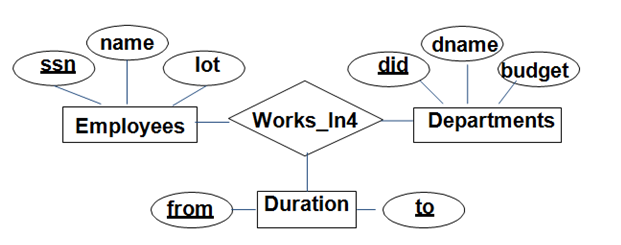 name
dname
ssn
lot
did
budget
Employees
Works_In4
Departments
from
Duration
to